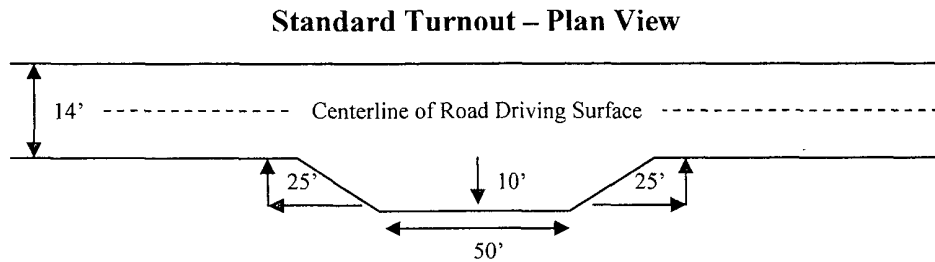 Standard Turnout – Plan View
14'
Centerline of Road Driving Surface
25'
10'
25'
50'